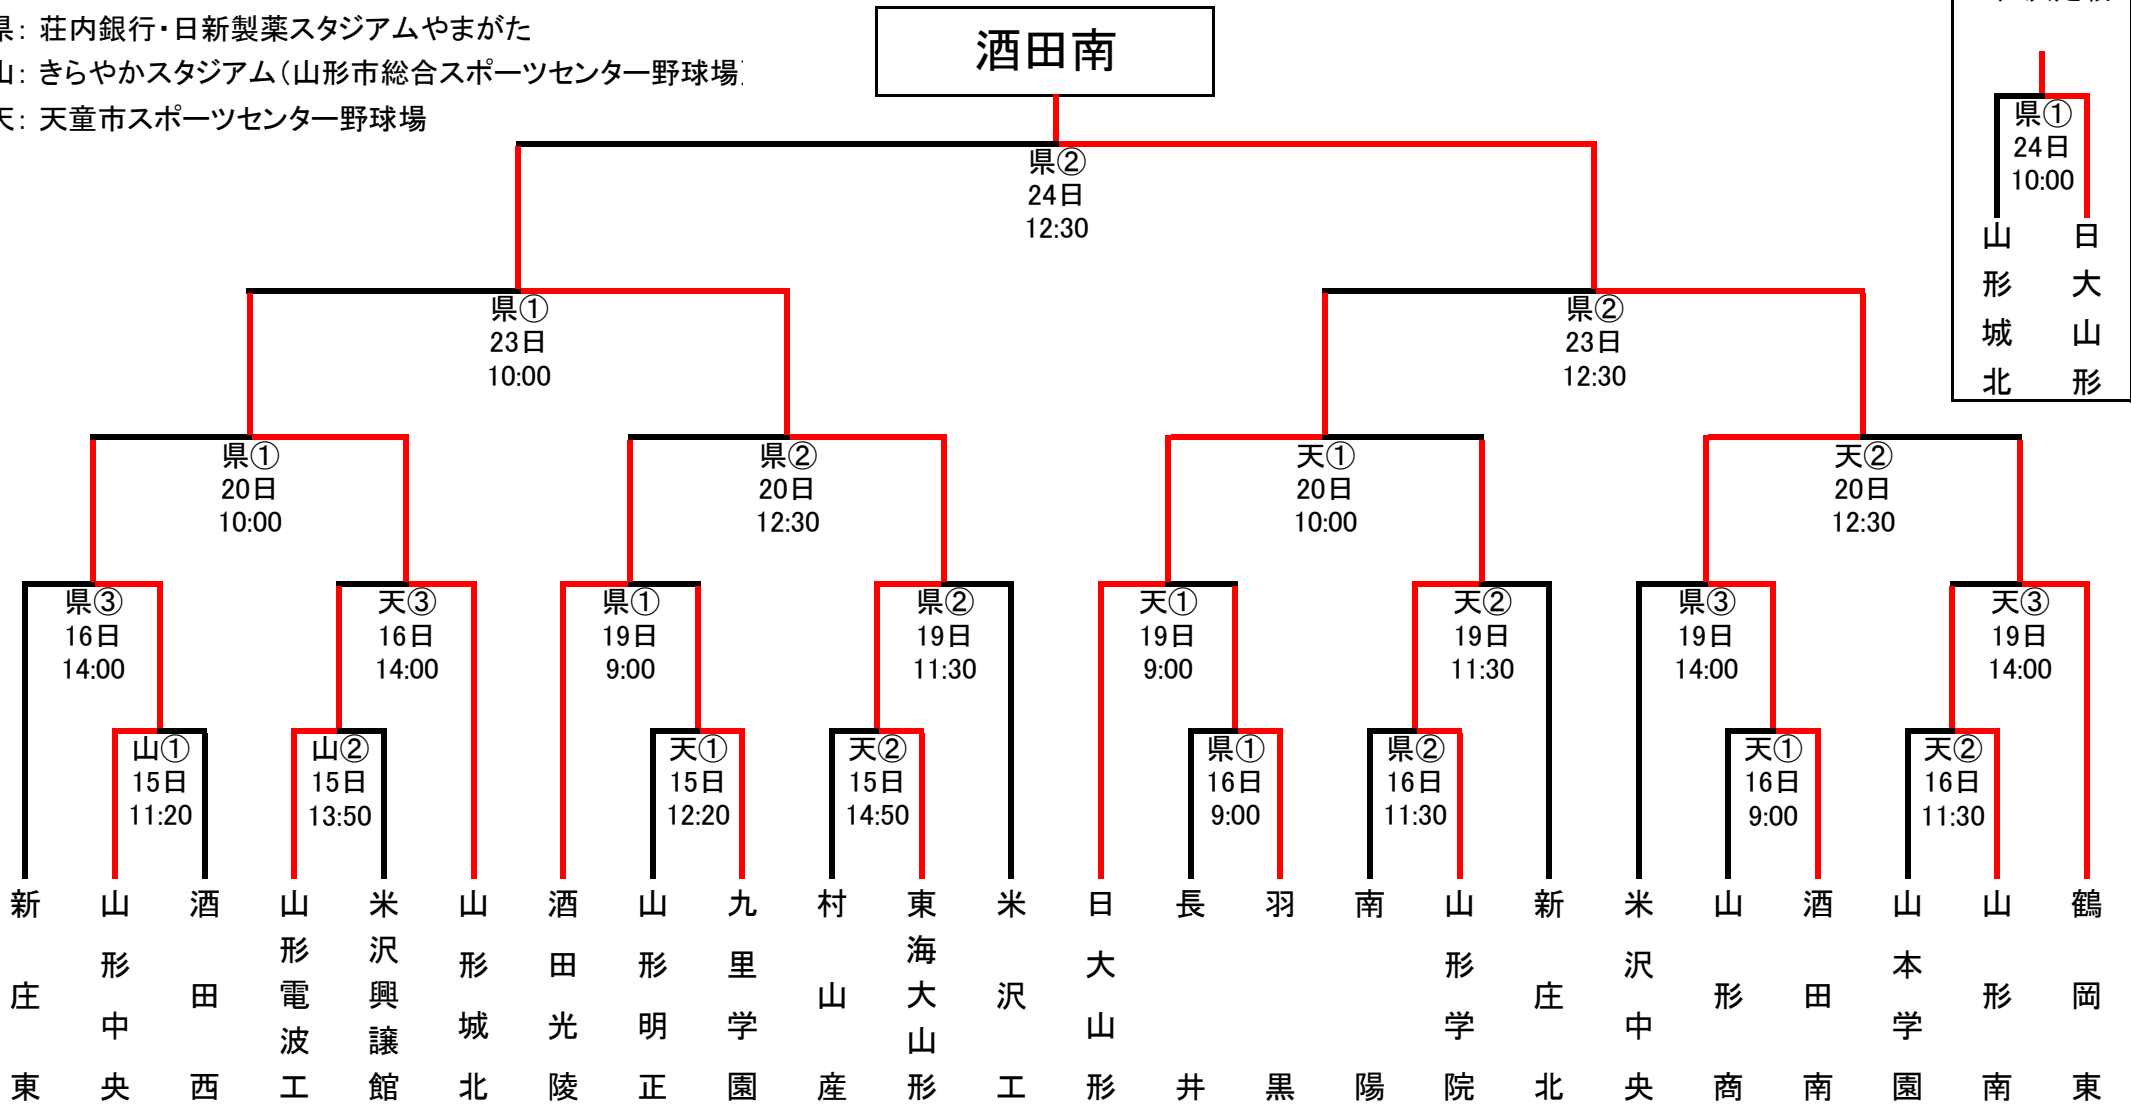 県： 荘内銀行・日新製薬スタジアムやまがた
山： きらやかスタジアム（山形市総合スポーツセンター野球場）
天： 天童市スポーツセンター野球場
酒田南
県①
24日
10:00
山形城北
日大山形
県②
24日
12:30
県①
23日
10:00
県②
23日
12:30
県①
20日
10:00
県②
20日
12:30
天①
20日
10:00
天②
20日
12:30
県③
16日
14:00
天③
16日
14:00
県①
19日
9:00
県②
19日
11:30
天①
19日
9:00
天②
19日
11:30
県③
19日
14:00
天③
19日
14:00
山①
15日
11:20
山②
15日
13:50
天①
15日
12:20
天②
15日
14:50
県①
16日
9:00
県②
16日
11:30
天①
16日
9:00
天②
16日
11:30
新庄東
山形中央
酒田西
山形電波工
米沢興譲館
山形城北
酒田光陵
山形明正
九里学園
村山産
東海大山形
米沢工
日大山形
長井
羽黒
南陽
山形学院
新庄北
米沢中央
山形商
酒田南
山本学園
山形南
鶴岡東